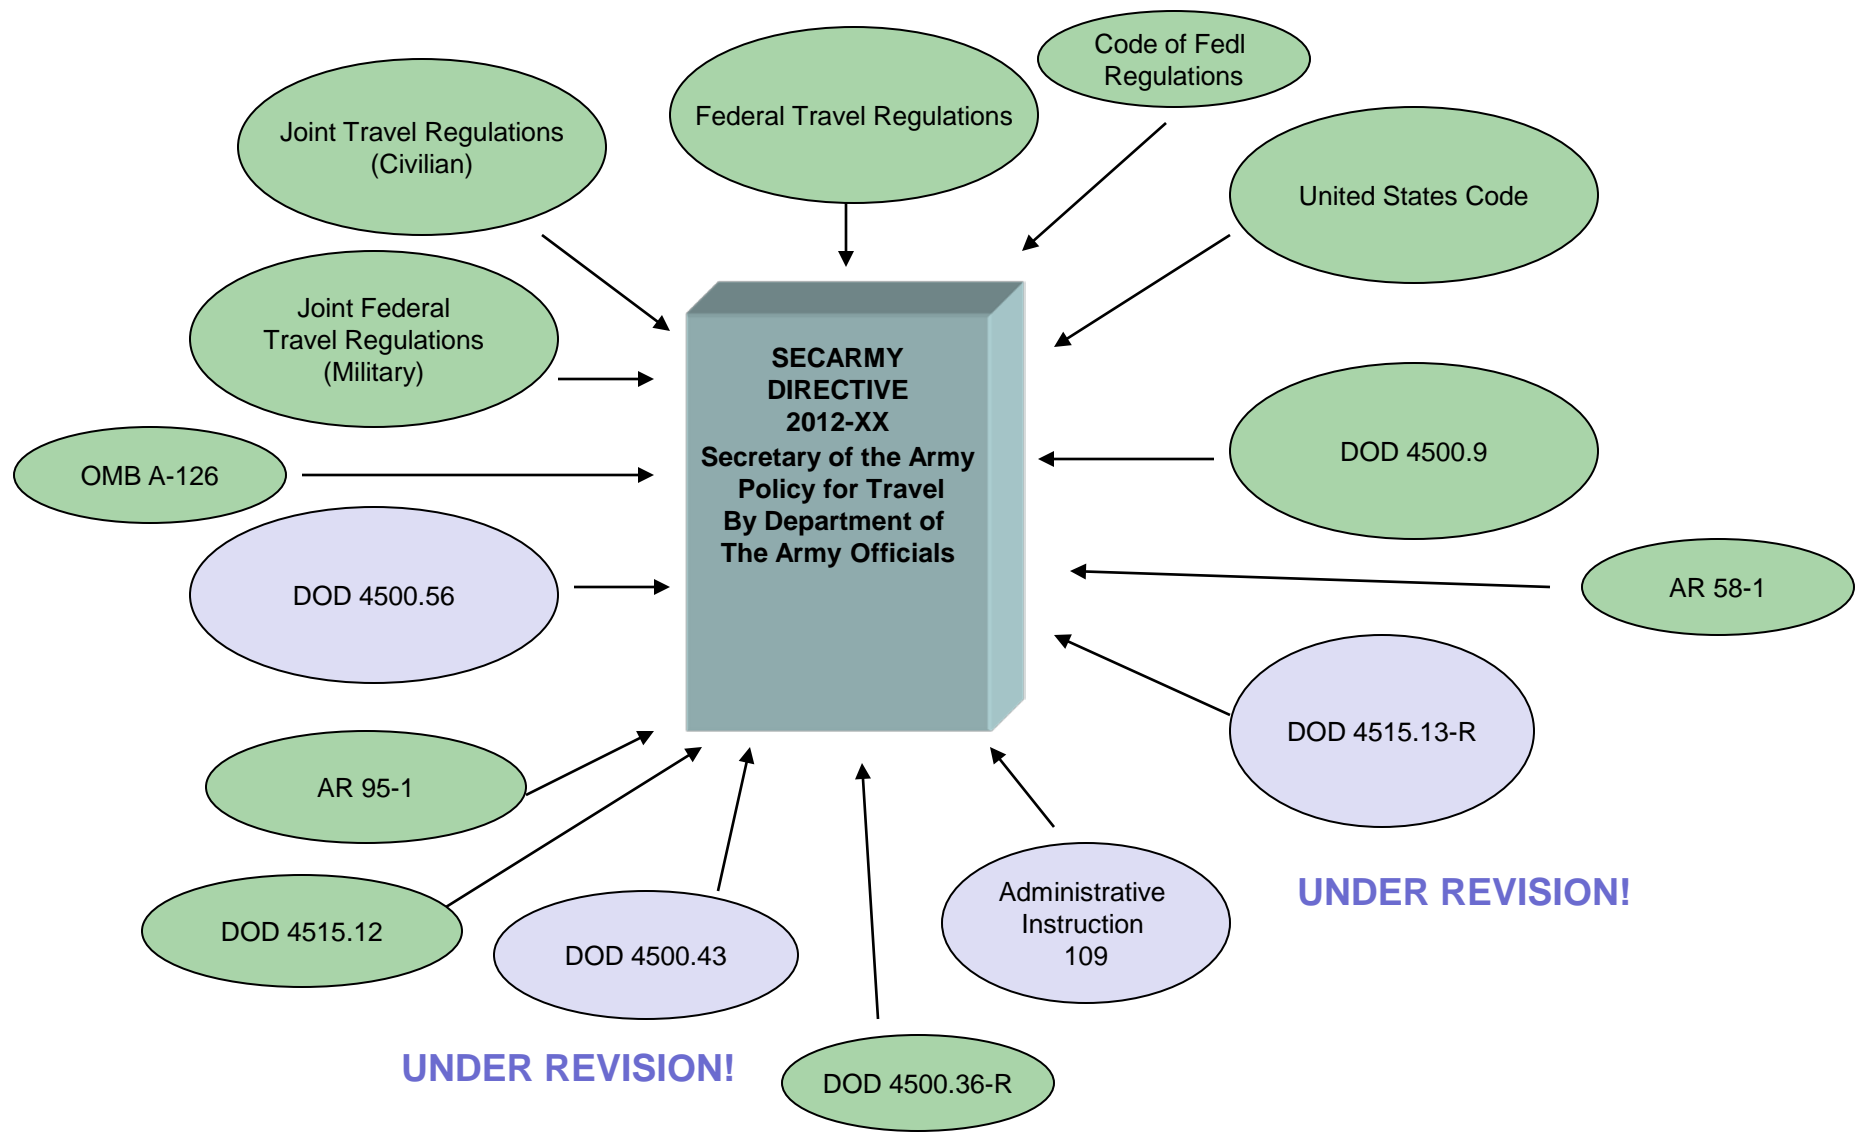 Code of Fedl
Regulations
Federal Travel Regulations
Joint Travel Regulations
(Civilian)
United States Code
Joint Federal
Travel Regulations
(Military)
SECARMY
DIRECTIVE
2012-XX
Secretary of the Army
Policy for Travel
By Department of
The Army Officials
DOD 4500.9
OMB A-126
DOD 4500.56
AR 58-1
DOD 4515.13-R
AR 95-1
UNDER REVISION!
Administrative
Instruction
109
DOD 4515.12
DOD 4500.43
UNDER REVISION!
DOD 4500.36-R